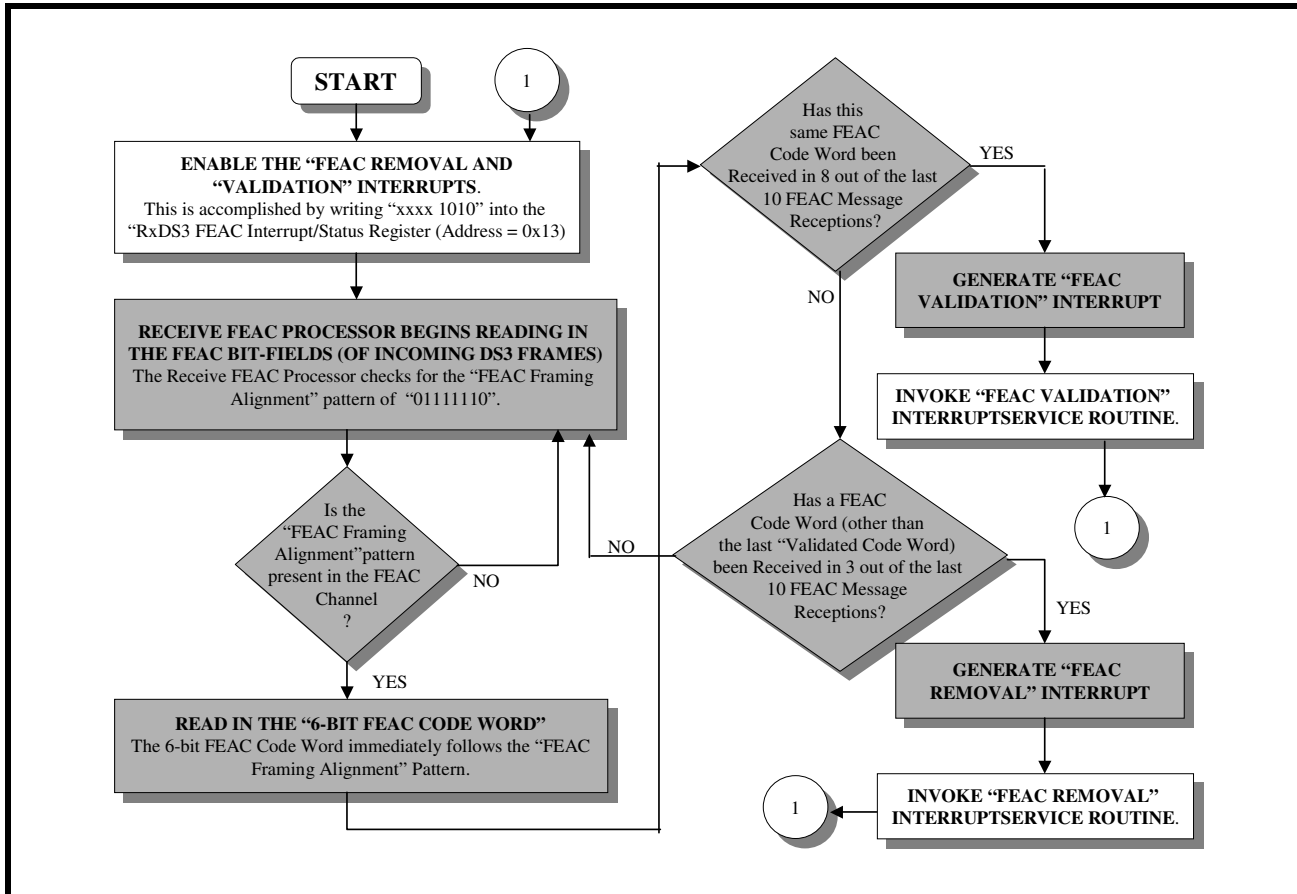 START
1
ENABLE THE “FEAC REMOVAL AND
“VALIDATION” INTERRUPTS.
This is accomplished by writing “xxxx 1010” into the
“RxDS3 FEAC Interrupt/Status Register (Address = 0x13)
RECEIVE FEAC PROCESSOR BEGINS READING IN
THE FEAC BIT-FIELDS (OF INCOMING DS3 FRAMES)
The Receive FEAC Processor checks for the “FEAC Framing
Alignment” pattern of “01111110”.
Is the
“FEAC Framing
Alignment”pattern
present in the FEAC
Channel
?
NO
YES
READ IN THE “6-BIT FEAC CODE WORD”
The 6-bit FEAC Code Word immediately follows the “FEAC
Framing Alignment” Pattern.
Has this
same FEAC
Code Word been
Received in 8 out of the last
10 FEAC Message
Receptions?
YES
NO
GENERATE “FEAC
VALIDATION” INTERRUPT
INVOKE “FEAC VALIDATION”
INTERRUPTSERVICE ROUTINE.
1
Has a FEAC
Code Word (other than
the last “Validated Code Word)
been Received in 3 out of the last
10 FEAC Message
Receptions?
NO
YES
GENERATE “FEAC
REMOVAL” INTERRUPT
INVOKE “FEAC REMOVAL”
INTERRUPTSERVICE ROUTINE.
1